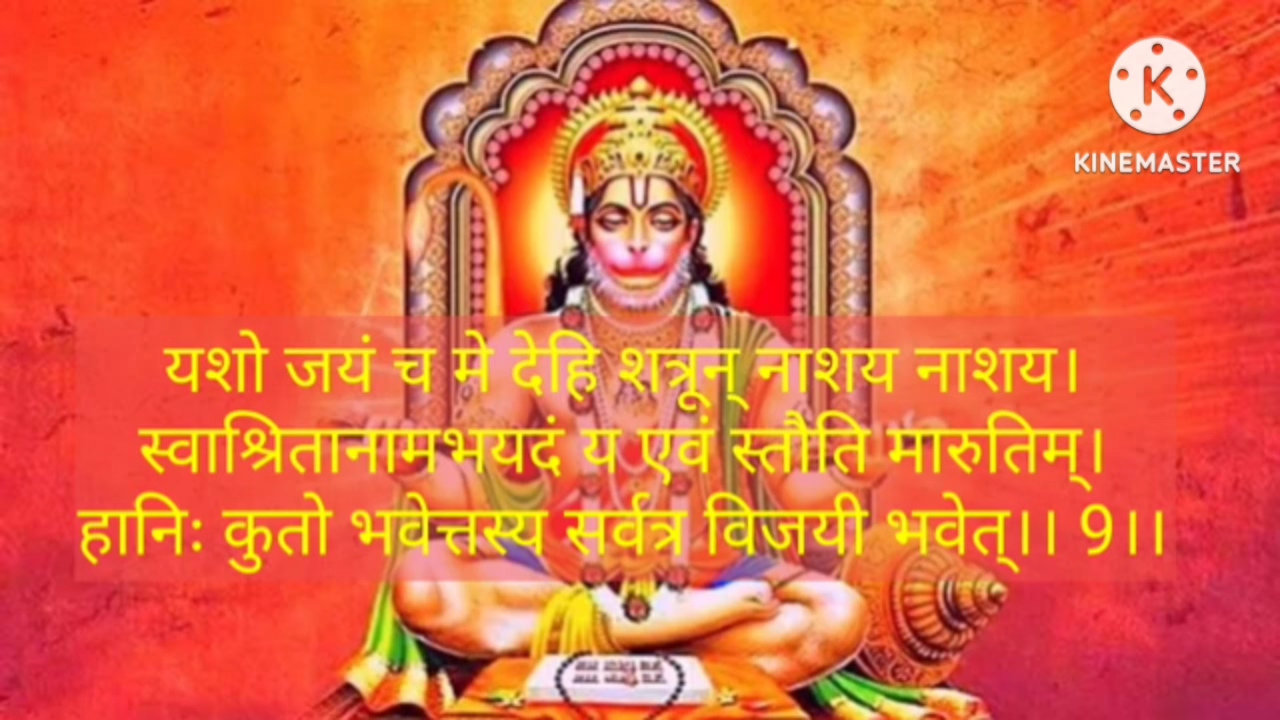 K
KINEMASTER
यशो जयं च मे देहि शत्रून् नाशय नाशय।
स्वाश्रितानामभयदं य एवं स्तौति मारुतिम्।
हानिः कुतो भवेत्तस्य सर्वत्र विजयी भवेत्।। 9।।